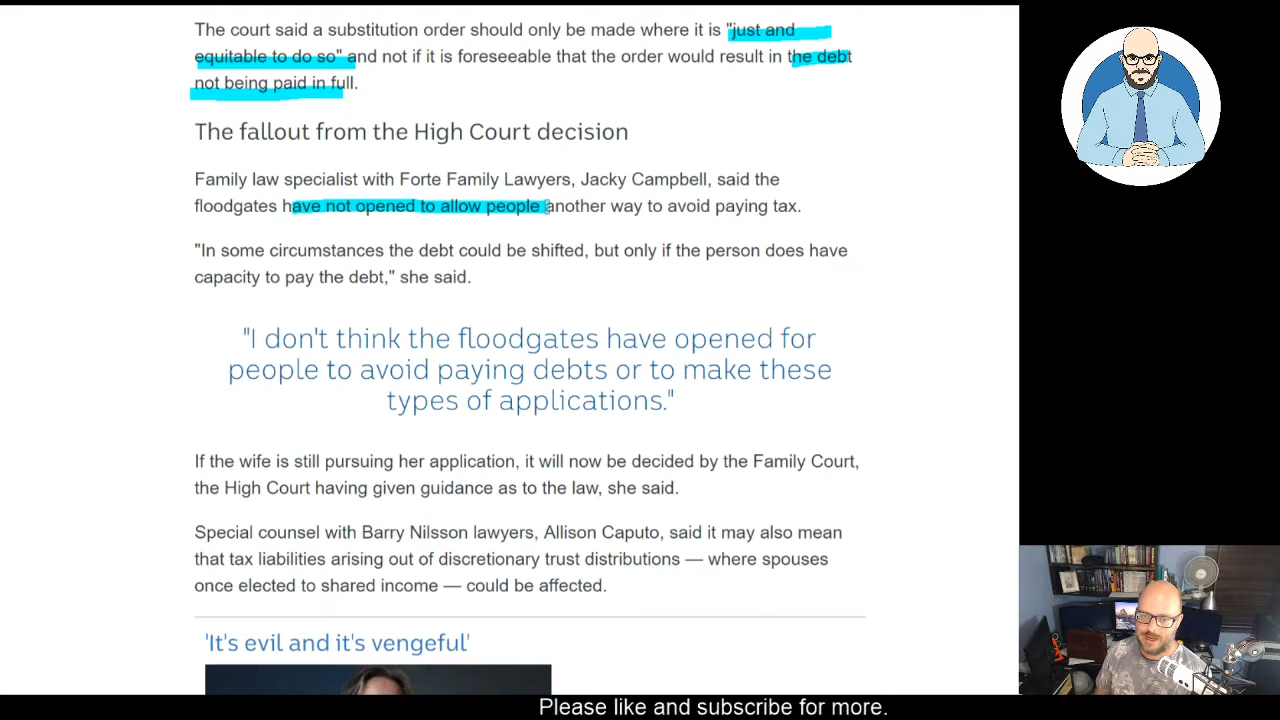 The court said a substitution order should only be made where it is "just and
equitable to do so" and not if it is foreseeable that the order would result in the debt
not being paid in full.
The fallout from the High Court decision
Family law specialist with Forte Family Lawyers, Jacky Campbell, said the
floodgates have not opened to allow people another way to avoid paying tax.
"In some circumstances the debt could be shifted, but only if the person does have
capacity to pay the debt," she said.
"I don't think the floodgates have opened for
people to avoid paying debts or to make these
types of applications."
If the wife is still pursuing her application, it will now be decided by the Family Court,
the High Court having given guidance as to the law, she said.
Special counsel with Barry Nilsson lawyers, Allison Caputo, said it may also mean
that tax liabilities arising out of discretionary trust distributions — where spouses
once elected to shared income — could be affected.
'It's evil and it's vengeful'
Please like and subscribe for more.